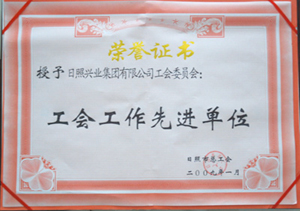 荣誉证书
授予日照兴业集团有限公司工会委员会：
工会工作先进单位
日照市总工会
二〇〇九年一月